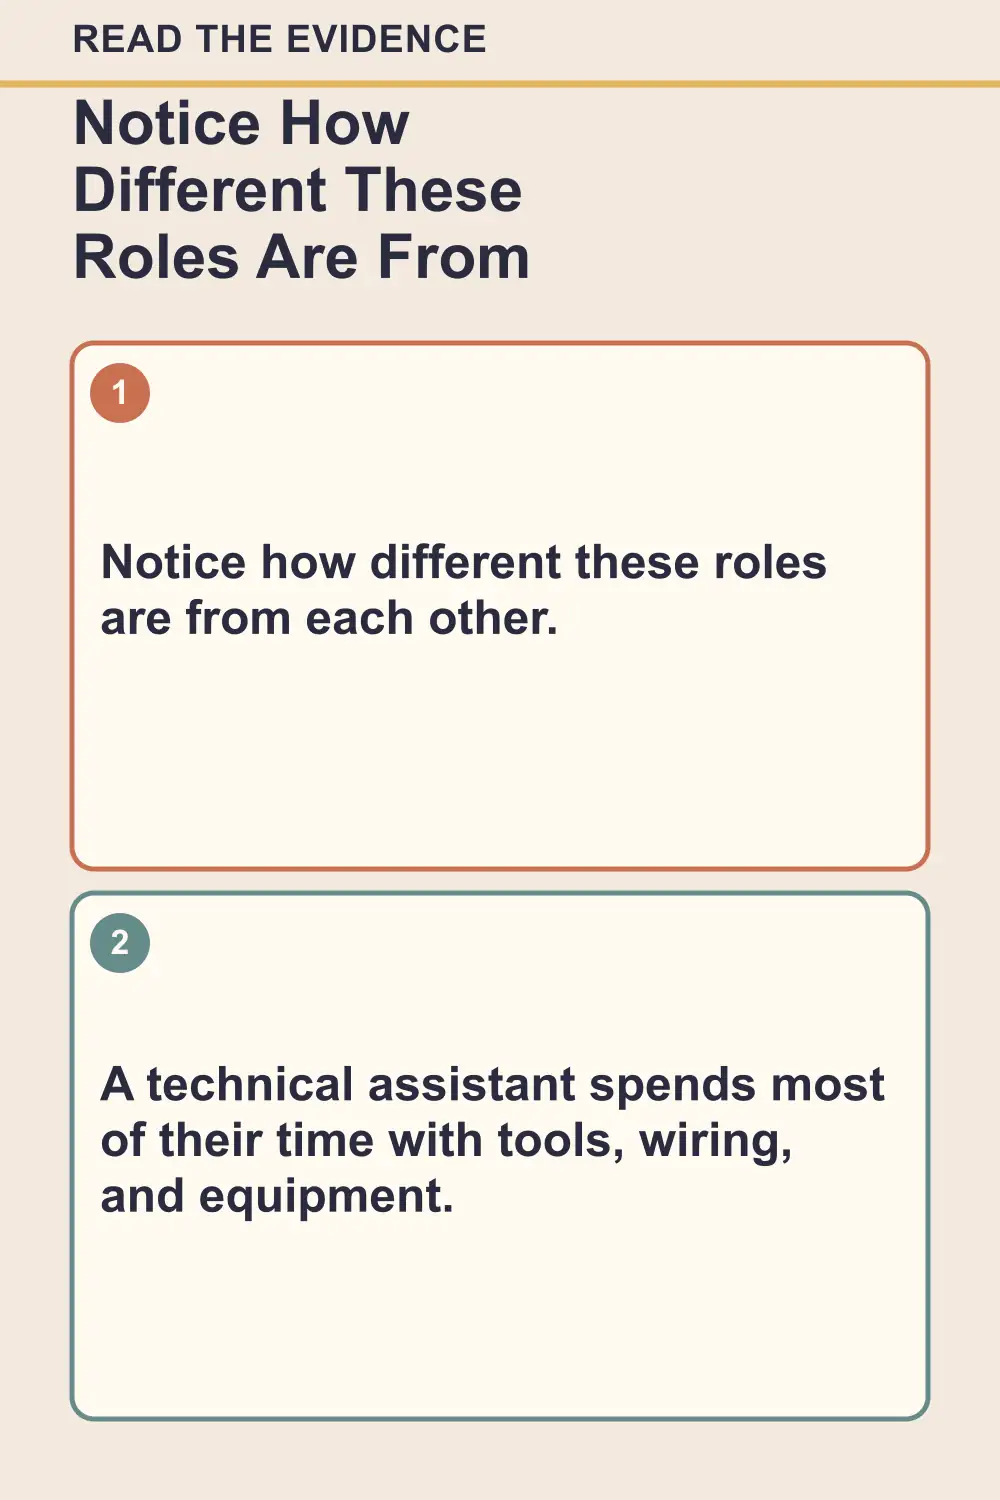 READ THE EVIDENCE
Notice How
Different These
Roles Are From
1
Notice how different these roles
are from each other.
2
A technical assistant spends most
of their time with tools, wiring,
and equipment.